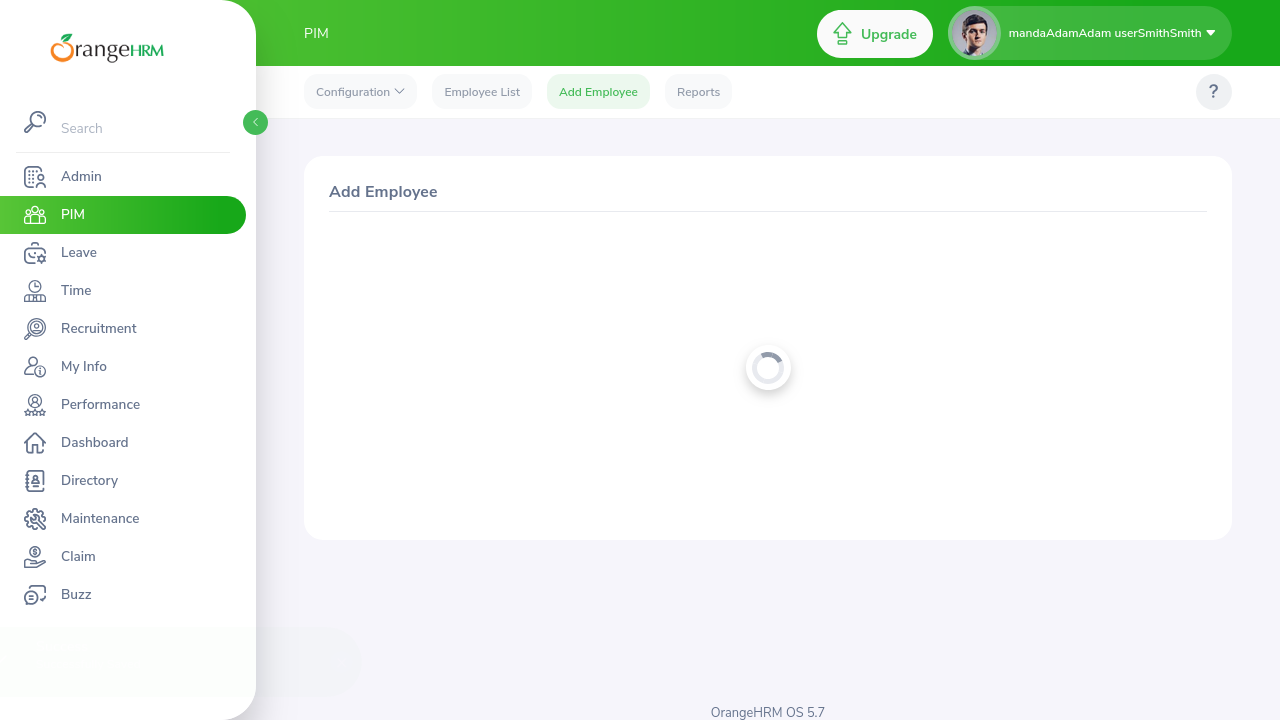 OrangeHRM
Search
Admin
PIM
Leave
Time
Recruitment
My Info
Performance
Dashboard
Directory
Maintenance
Claim
Buzz
PIM
Upgrade
mandaAdamAdam userSmithSmith
Configuration
Employee List
Add Employee
Reports
?
Add Employee
OrangeHRM OS 5.7